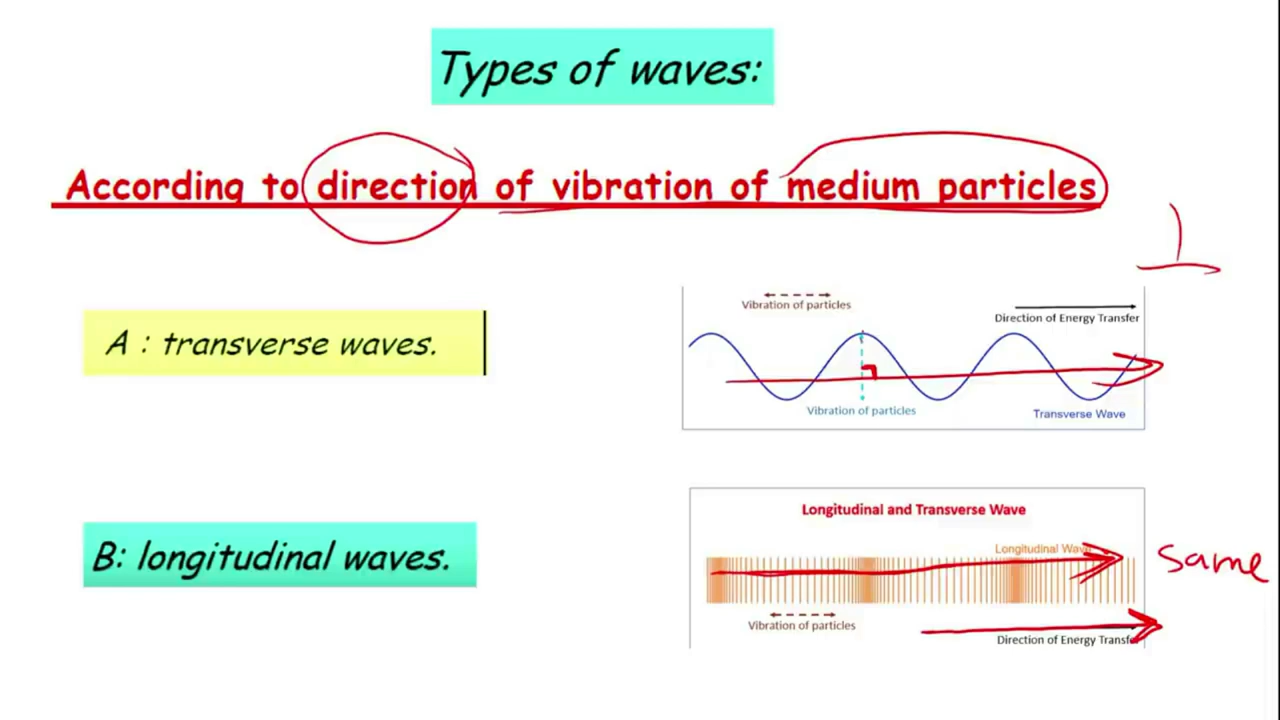 Types of waves:
According to direction of vibration of medium particles
A : transverse waves.
Vibration of particles
Direction of Energy Transfer
Vibration of particles
Transverse Wave
B: longitudinal waves.
Longitudinal and Transverse Wave
Longitudinal Wave
same
Vibration of particles
Direction of Energy Transfer